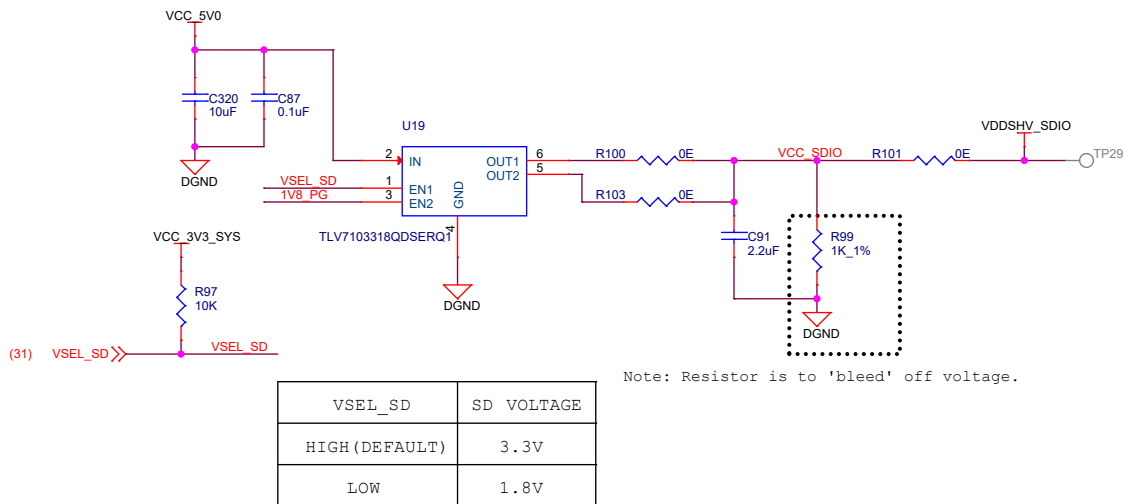 VCC_5V0
C320
10uF
C87
0.1uF
DGND
U19
2
IN
OUT1
6
OUT2
5
VSEL_SD
1
EN1
1V8_PG
3
EN2
GND
4
TLV7103318QDSERQ1
DGND
R100
0E
R103
0E
VCC_SDIO
R101
0E
VDDSHV_SDIO
TP29
C91
2.2uF
R99
1K_1%
DGND
VCC_3V3_SYS
R97
10K
(31)
VSEL_SD
VSEL_SD
Note: Resistor is to 'bleed' off voltage.
VSEL_SD SD VOLTAGE
HIGH(DEFAULT) 3.3V
LOW 1.8V